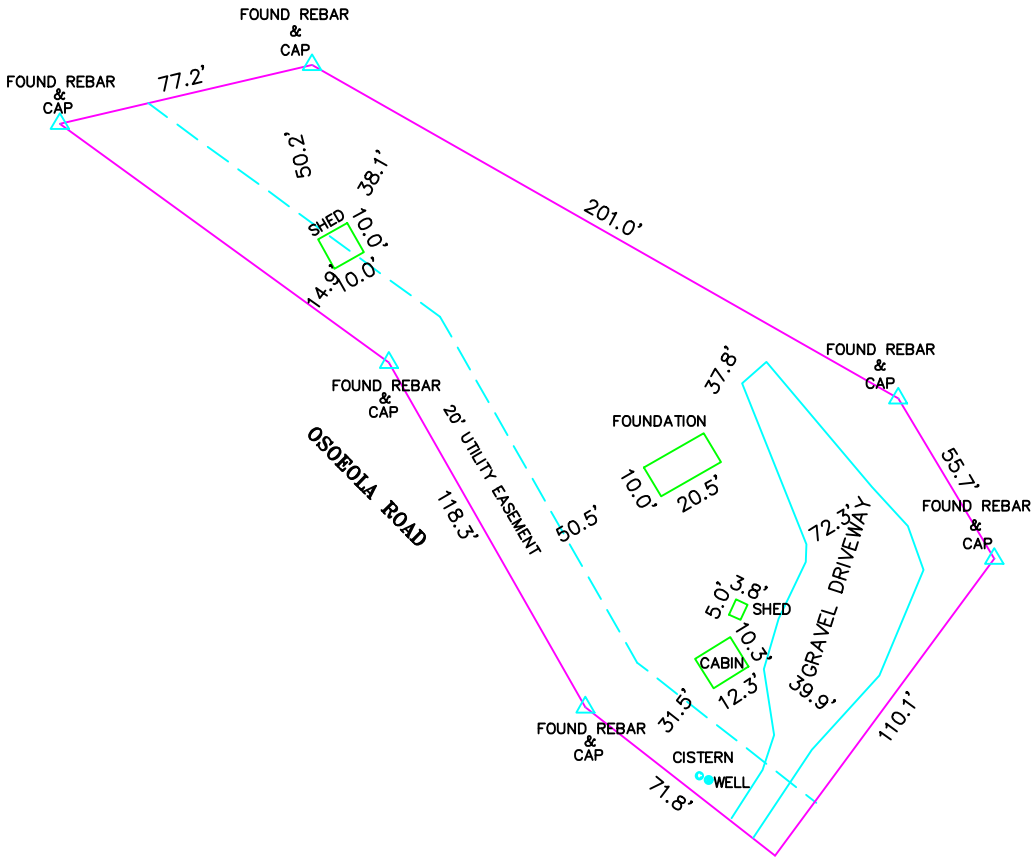 FOUND REBAR
&
CAP
77.2'
FOUND REBAR
&
CAP
50.2'
38.1'
201.0'
SHED
10.0'
10.0'
14.9'
FOUND REBAR
&
CAP
37.8'
FOUND REBAR
&
CAP
FOUNDATION
20' UTILITY EASEMENT
OSOEOLA ROAD
118.3'
50.5'
10.0'
20.5'
55.7'
72.3'
FOUND REBAR
&
CAP
GRAVEL DRIVEWAY
3.8'
5.0'
SHED
10.3'
CABIN
12.3'
39.9'
31.5'
110.1'
FOUND REBAR
&
CAP
CISTERN
WELL
71.8'